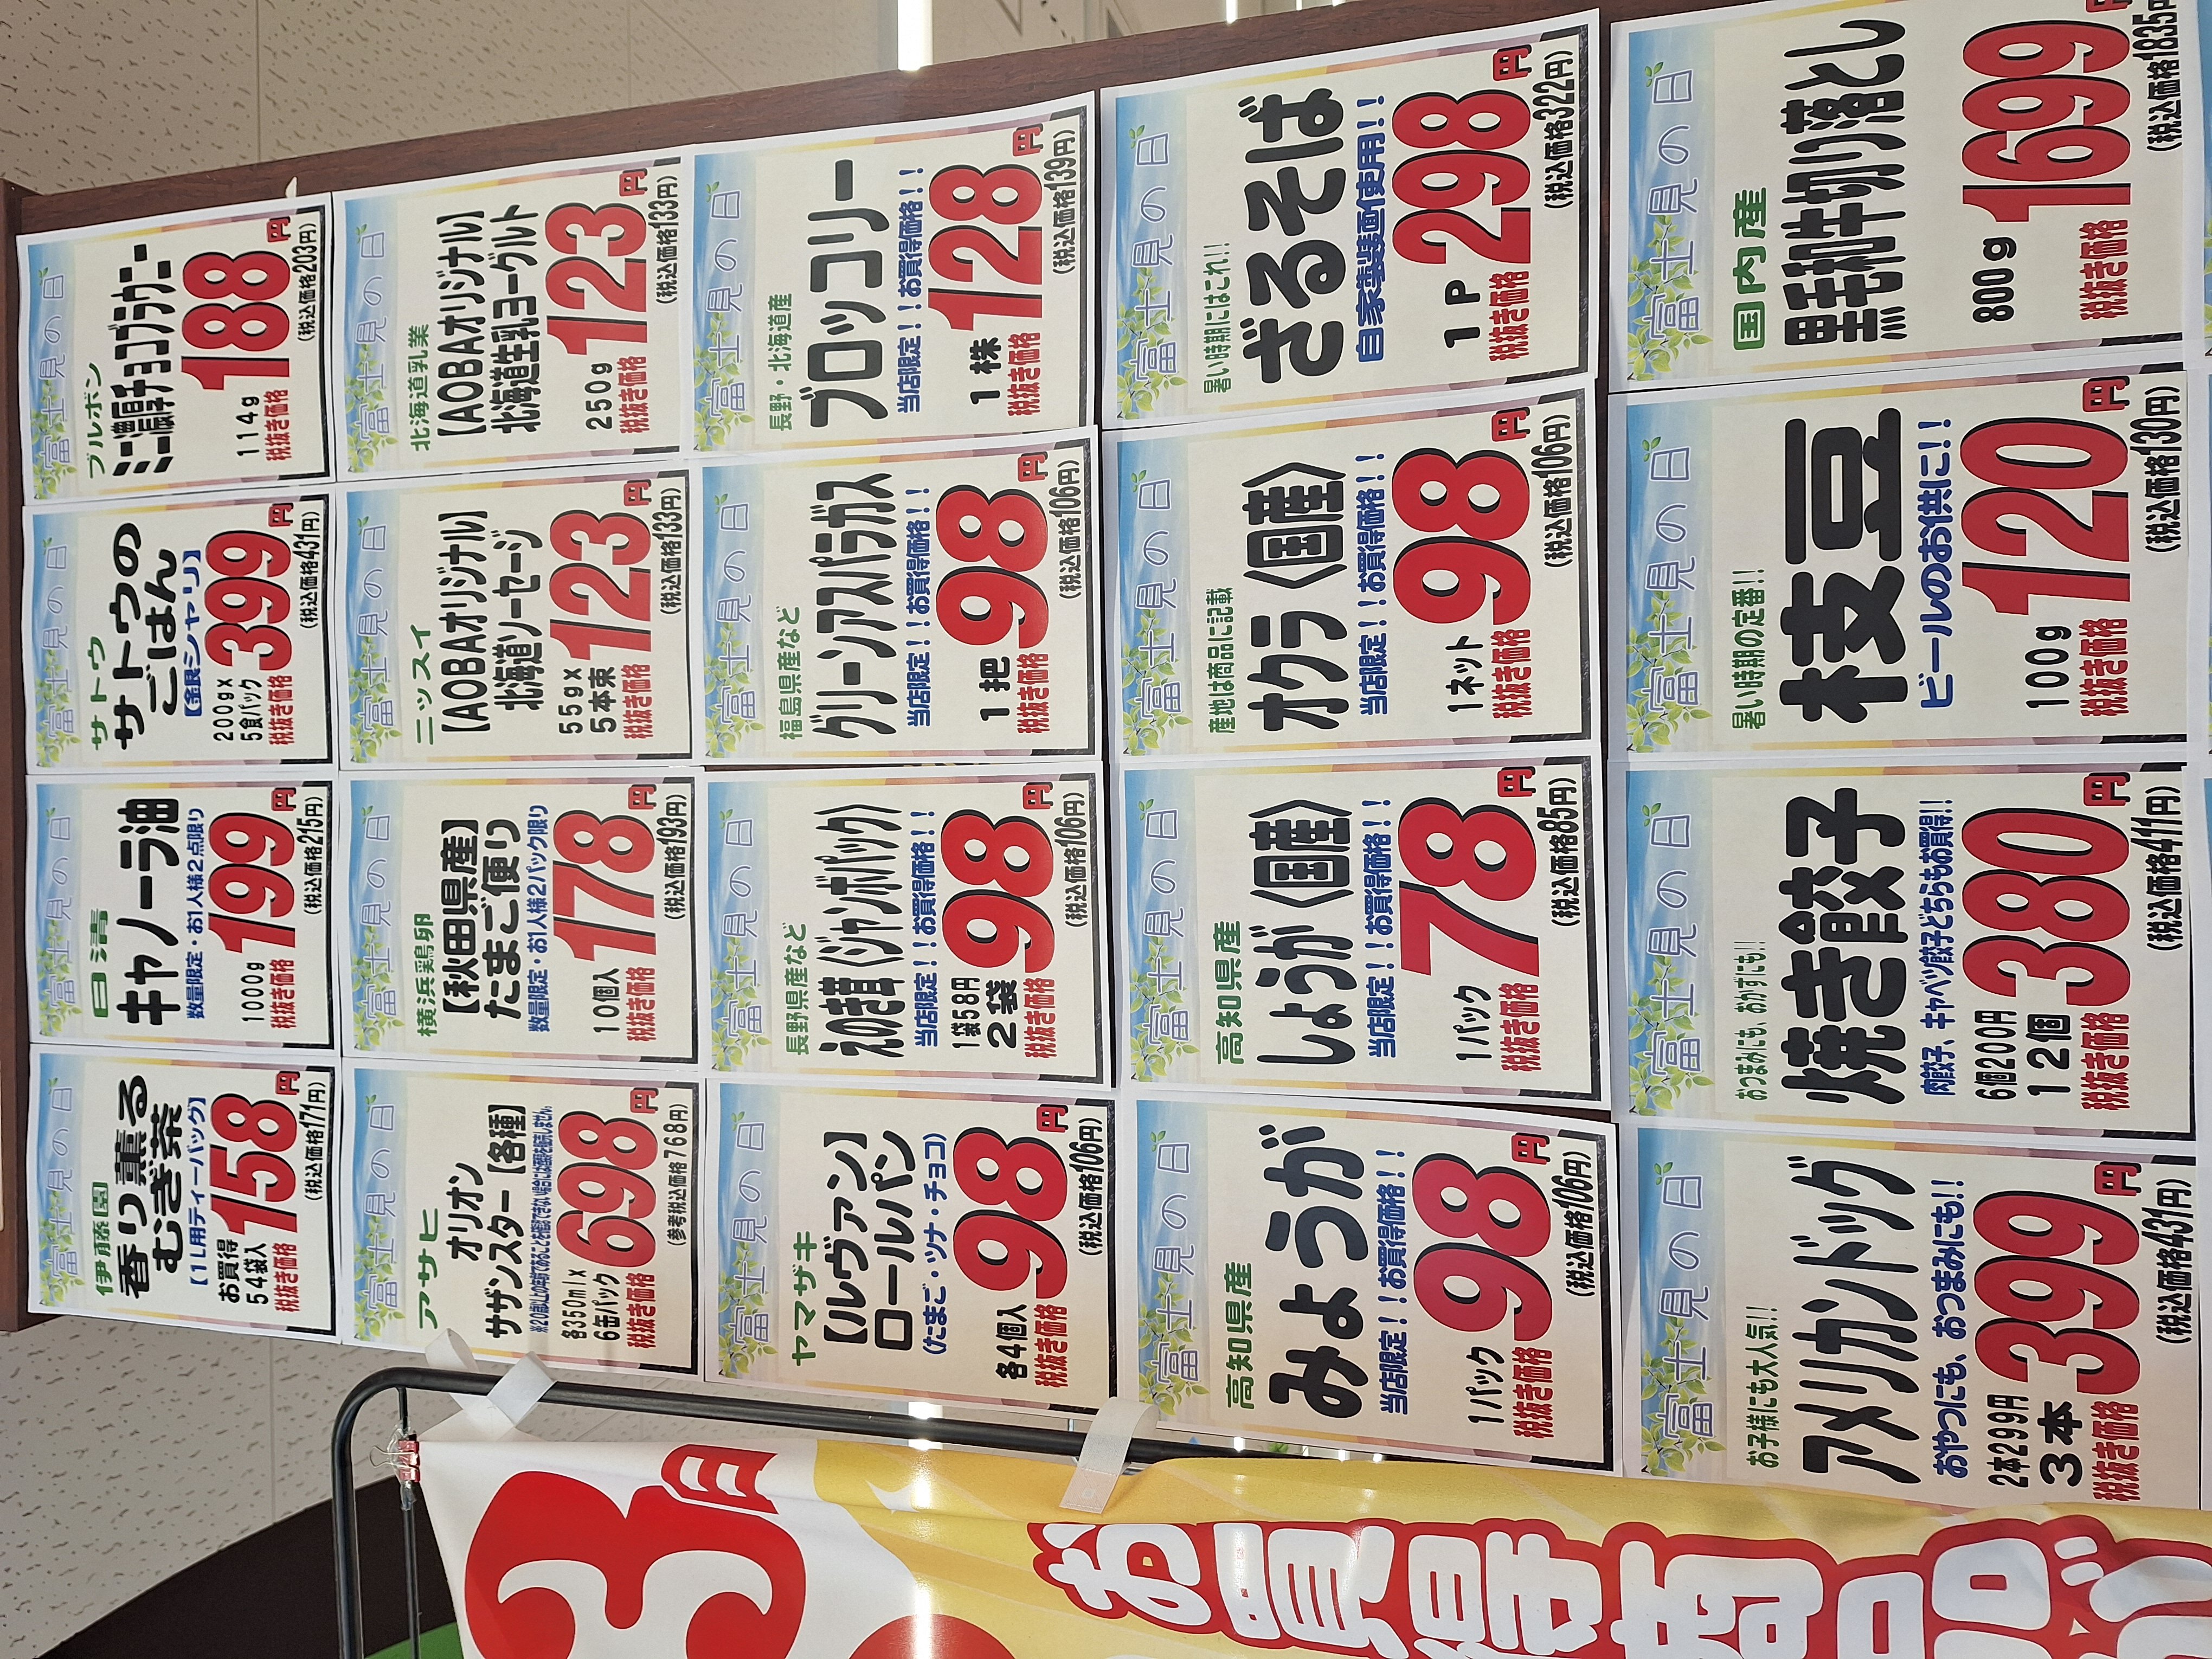 富士見の日
伊藤園
香り薫る
むぎ茶
【1L用ティーバッグ】
お買得
54袋入
税抜き価格
158円
(税込価格171円)
富士見の日
日清
キャノーラ油
数量限定・お1人様2点限り
1000g
税抜き価格
199円
(税込価格215円)
富士見の日
サトウ
サトウの
ごはん
【金芽シャリ】
200g×
5食パック
税抜き価格
399円
(税込価格431円)
富士見の日
ブルボン
ミニ濃厚チョコブラウニー
114g
税抜き価格
188円
(税込価格203円)
富士見の日
アサヒ
オリオン
サザンスター【各種】
各350ml×
6缶パック
税抜き価格
698円
(参考税込価格768円)
富士見の日
横浜鶏卵
【秋田県産】
たまご便り
数量限定・お1人様2パック限り
10個入
税抜き価格
178円
(税込価格193円)
富士見の日
ニッスイ
【AOBAオリジナル】
北海道ソーセージ
55g×
5本束
税抜き価格
123円
(税込価格133円)
富士見の日
北海道乳業
【AOBAオリジナル】
北海道生乳ヨーグルト
250g
税抜き価格
123円
(税込価格133円)
富士見の日
ヤマザキ
【ルヴァン】
ロールパン
(たまご・ツナ・チョコ)
各4個入
税抜き価格
98円
(税込価格106円)
富士見の日
長野県産など
えのき茸〈ジャンボパック〉
当店限定!!お買得価格!!
1袋58円
2袋
税抜き価格
98円
(税込価格106円)
富士見の日
福島県産など
グリーンアスパラガス
当店限定!!お買得価格!!
1把
税抜き価格
98円
(税込価格106円)
富士見の日
長野・北海道産
ブロッコリー
当店限定!!お買得価格!!
1株
税抜き価格
128円
(税込価格139円)
富士見の日
高知県産
みょうが
当店限定!!お買得価格!!
1パック
税抜き価格
98円
(税込価格106円)
富士見の日
高知県産
しょうが〈国産〉
当店限定!!お買得価格!!
1パック
税抜き価格
78円
(税込価格85円)
富士見の日
産地は商品に記載
オクラ〈国産〉
当店限定!!お買得価格!!
1ネット
税抜き価格
98円
(税込価格106円)
富士見の日
暑い時期にはこれ!!
ざるそば
自家製麺使用!!
1P
税抜き価格
298円
(税込価格322円)
富士見の日
お子様にも大人気!!
アメリカンドッグ
おやつにも、おつまみにも!!
2本299円
3本
税抜き価格
399円
(税込価格431円)
富士見の日
おつまみにも、おかずにも!!
焼き餃子
肉餃子、キャベツ餃子どちらもお買得!!
6個200円
12個
税抜き価格
380円
(税込価格411円)
富士見の日
暑い時期の定番!!
枝豆
ビールのお供に!!
100g
税抜き価格
120円
(税込価格130円)
富士見の日
国内産
黒毛和牛切り落とし
800g
税抜き価格
1699円
(税込価格1835円)
3日
お買得商品